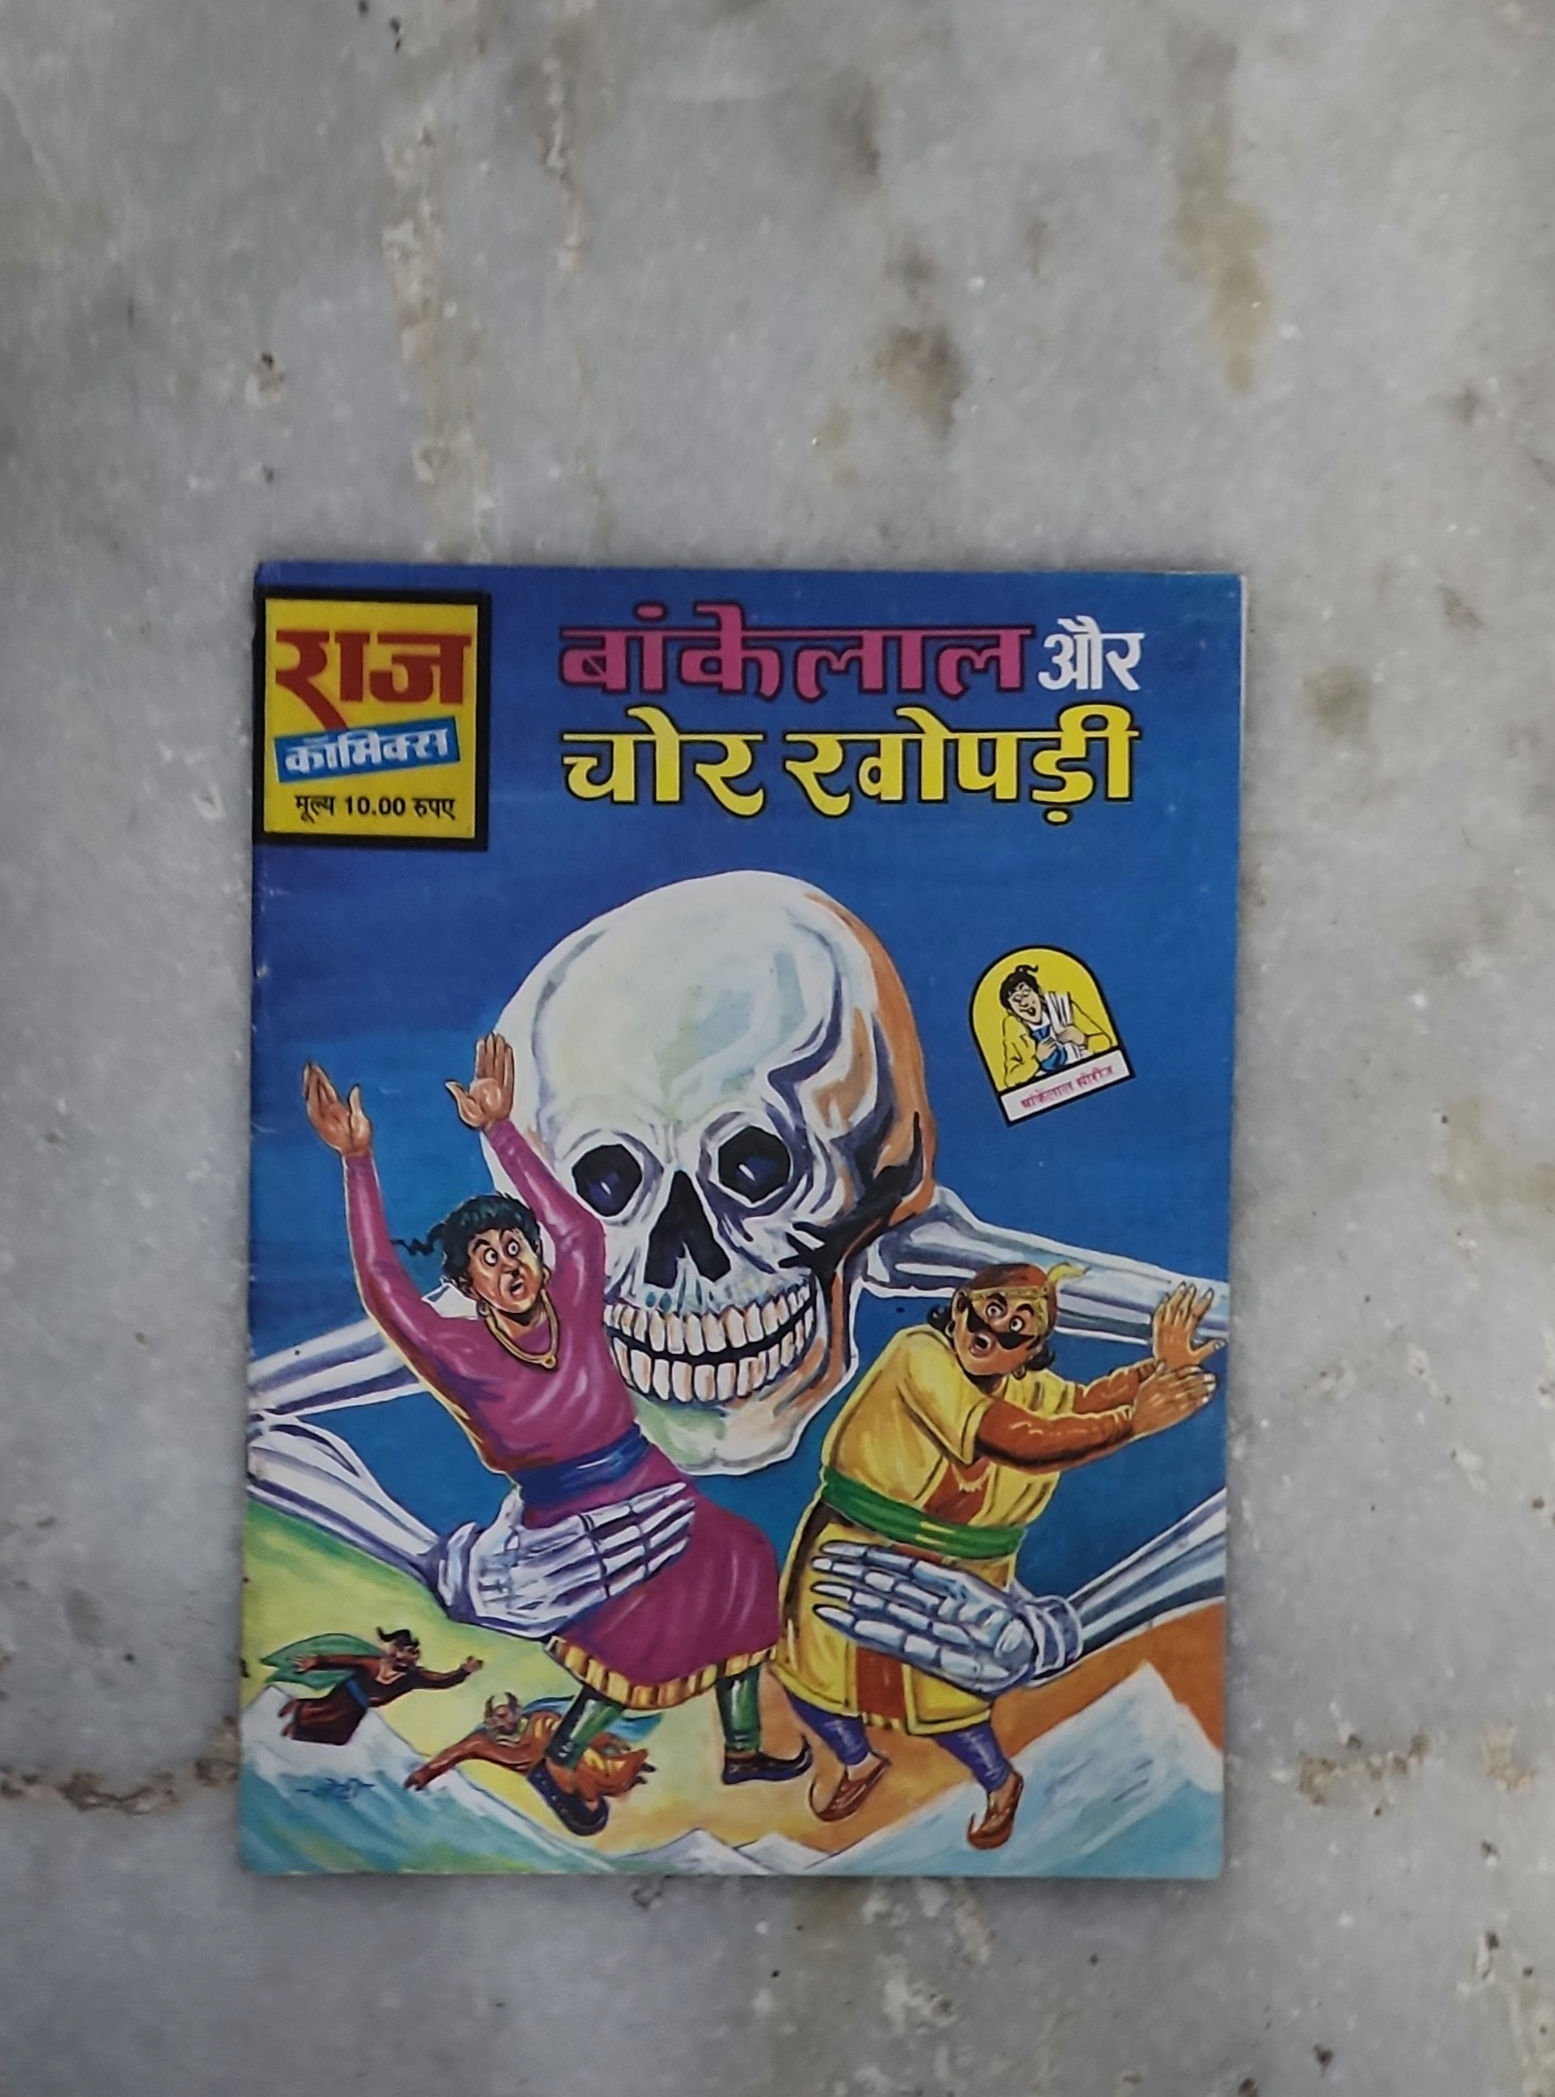 राज
कॉमिक्स
मूल्य 10.00 रुपए
बांकेलाल और
चोर खोपड़ी
बांकेलाल सीरीज